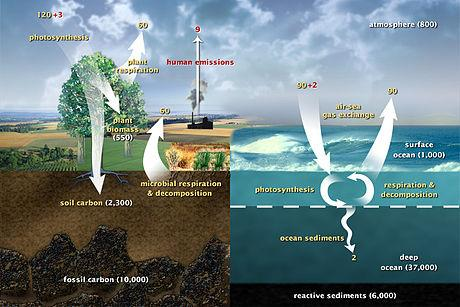 120 +3
photosynthesis
60
plant
respiration
9
human emissions
plant
biomass
(550)
60
microbial respiration
& decomposition
soil carbon (2,300)
fossil carbon (10,000)
atmosphere (800)
90 +2
90
air-sea
gas exchange
surface
ocean (1,000)
photosynthesis
respiration &
decomposition
ocean sediments
2
deep
ocean (37,000)
reactive sediments (6,000)